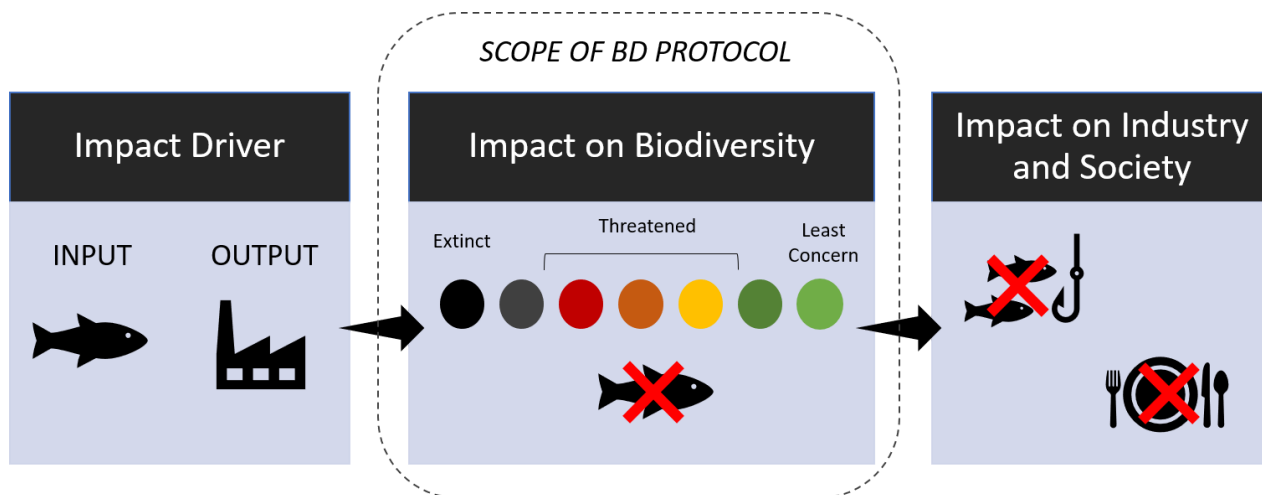 SCOPE OF BD PROTOCOL
Impact Driver
INPUT
OUTPUT
Impact on Biodiversity
Extinct
Threatened
Least
Concern
Impact on Industry
and Society